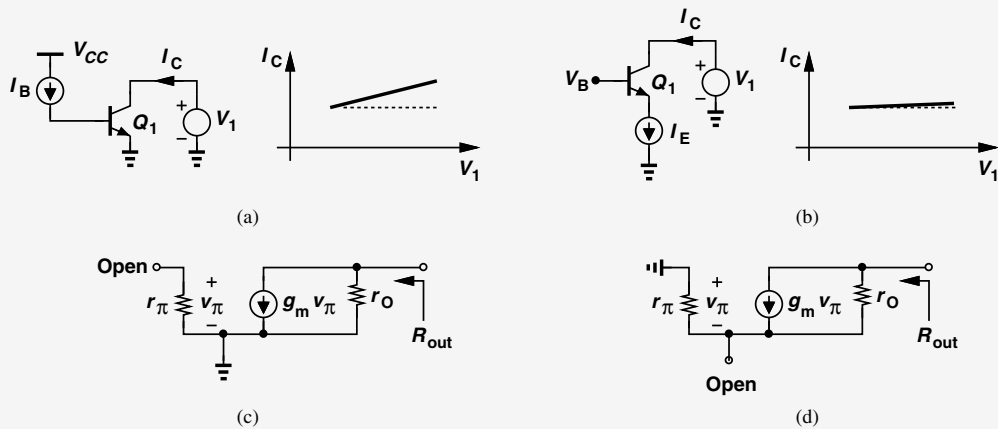 V_CC
I_B
I_C
Q_1
+
−
V_1
I_C
V_1
(a)
V_B
I_C
Q_1
I_E
+
−
V_1
I_C
V_1
(b)
Open
r_π
+
v_π
−
g_m v_π
r_O
R_out
(c)
r_π
+
v_π
−
g_m v_π
r_O
R_out
Open
(d)